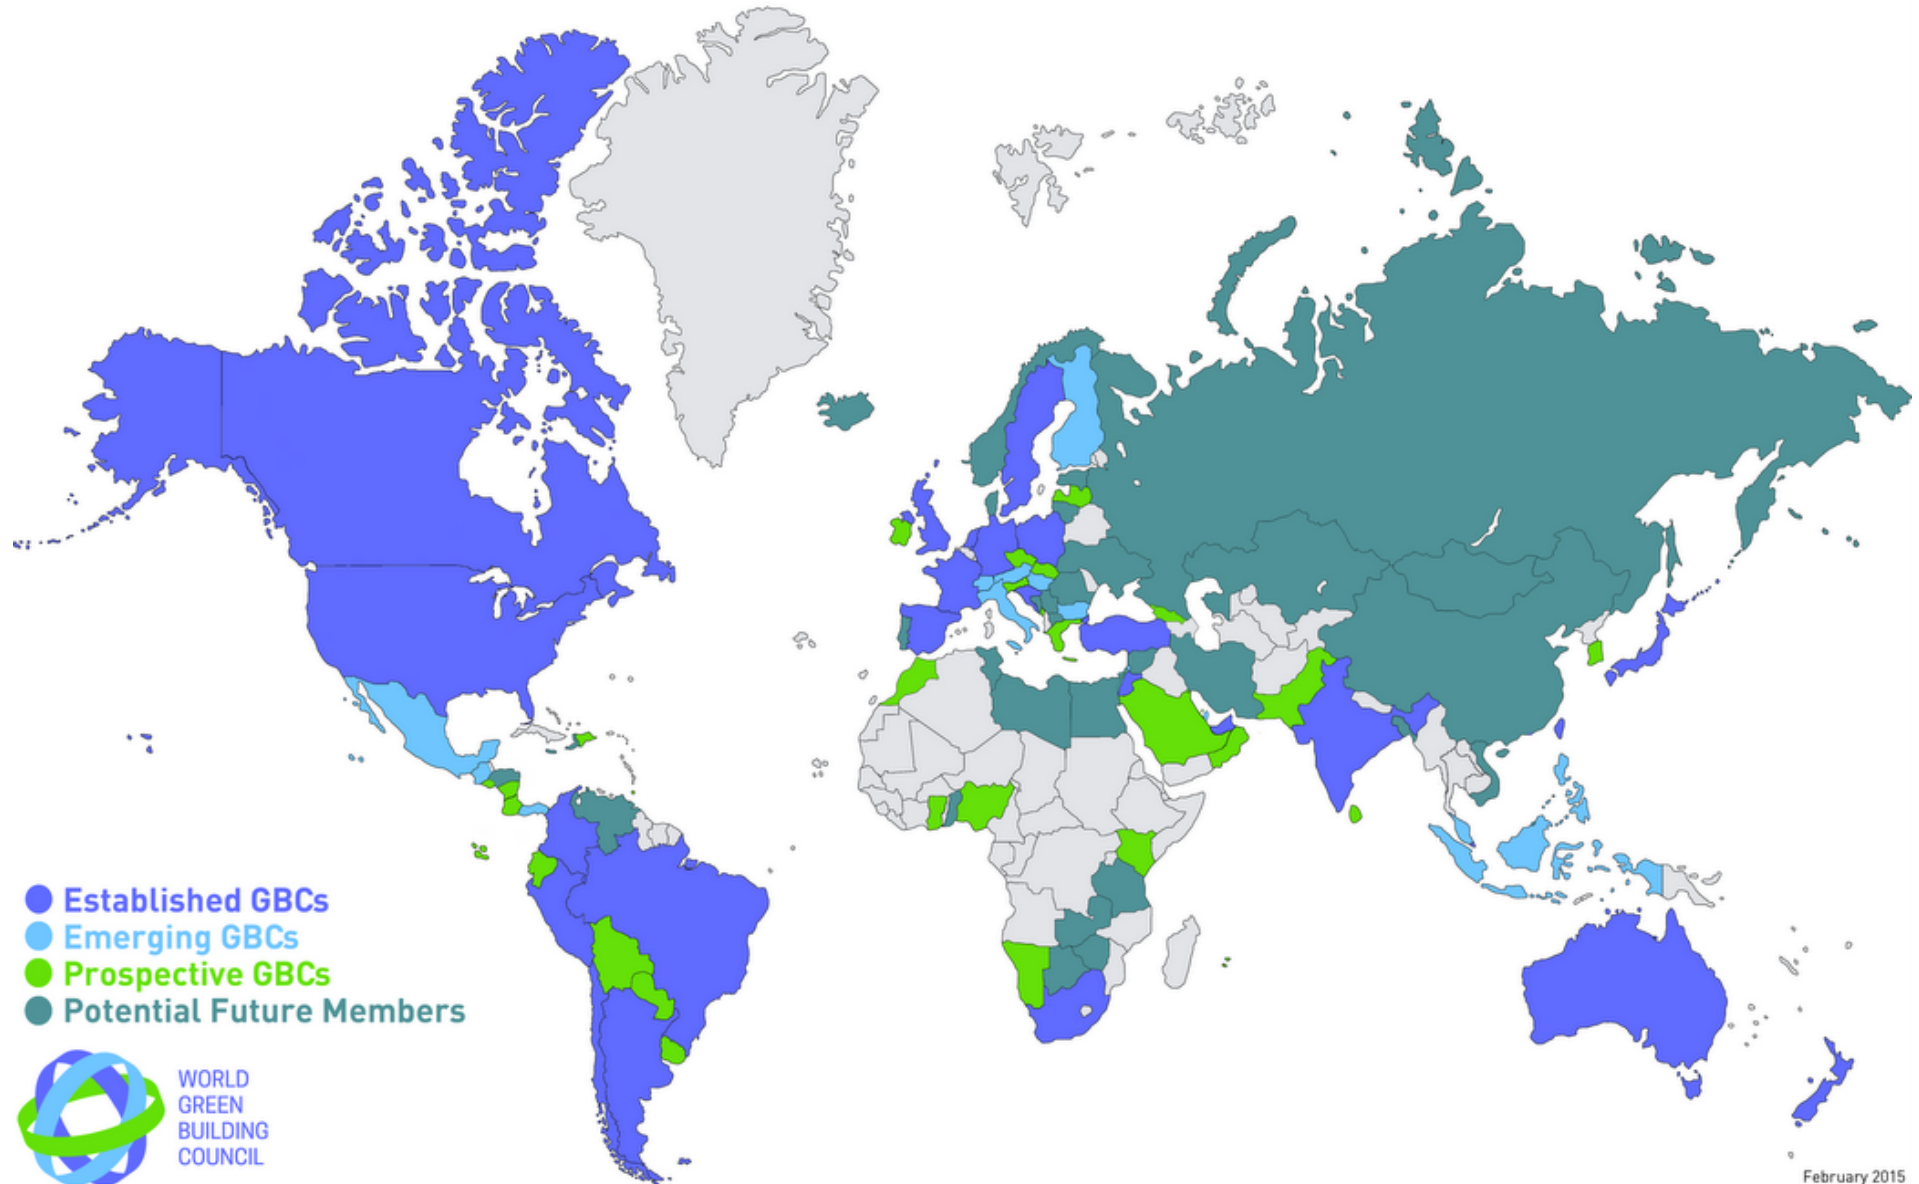 Established GBCs
Emerging GBCs
Prospective GBCs
Potential Future Members
WORLD
GREEN
BUILDING
COUNCIL
February 2015